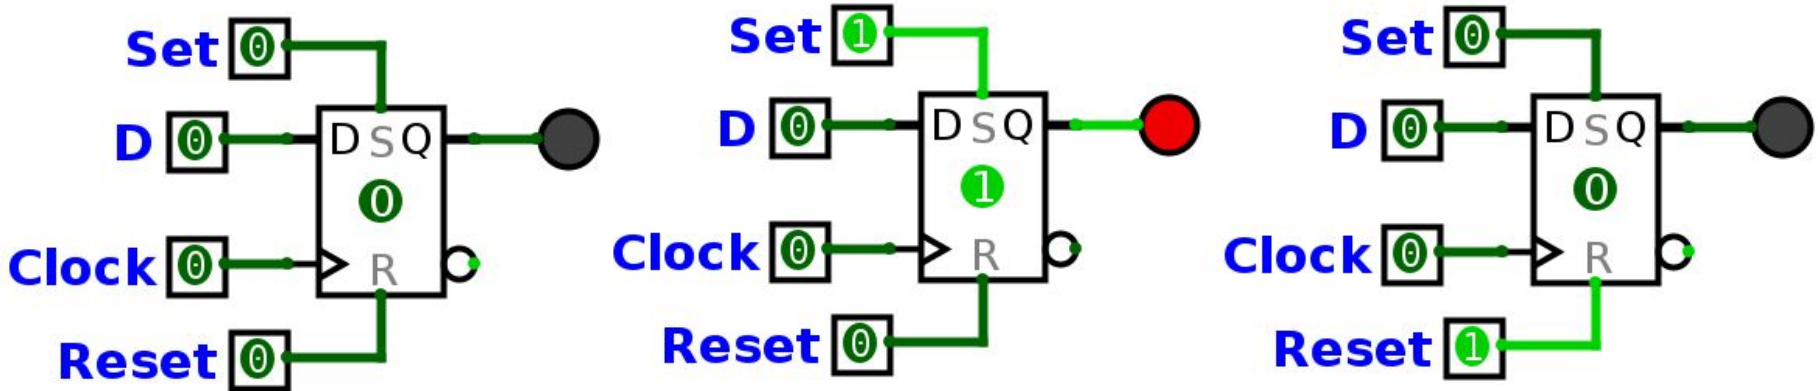 Set 0
D 0 D S Q
0
Clock 0 R
Reset 0
Set 1
D 0 D S Q
1
Clock 0 R
Reset 0
Set 0
D 0 D S Q
0
Clock 0 R
Reset 1